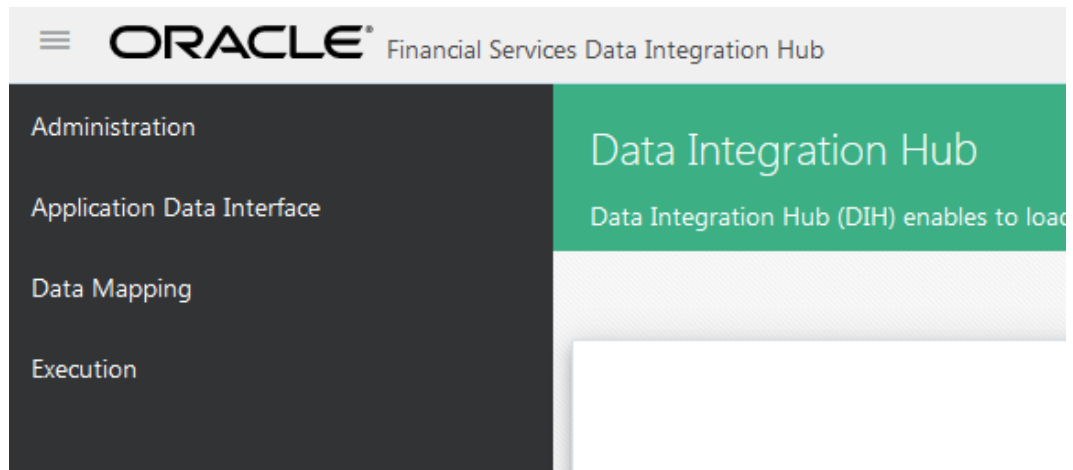 ORACLE® Financial Services Data Integration Hub
Administration
Application Data Interface
Data Mapping
Execution
Data Integration Hub
Data Integration Hub (DIH) enables to